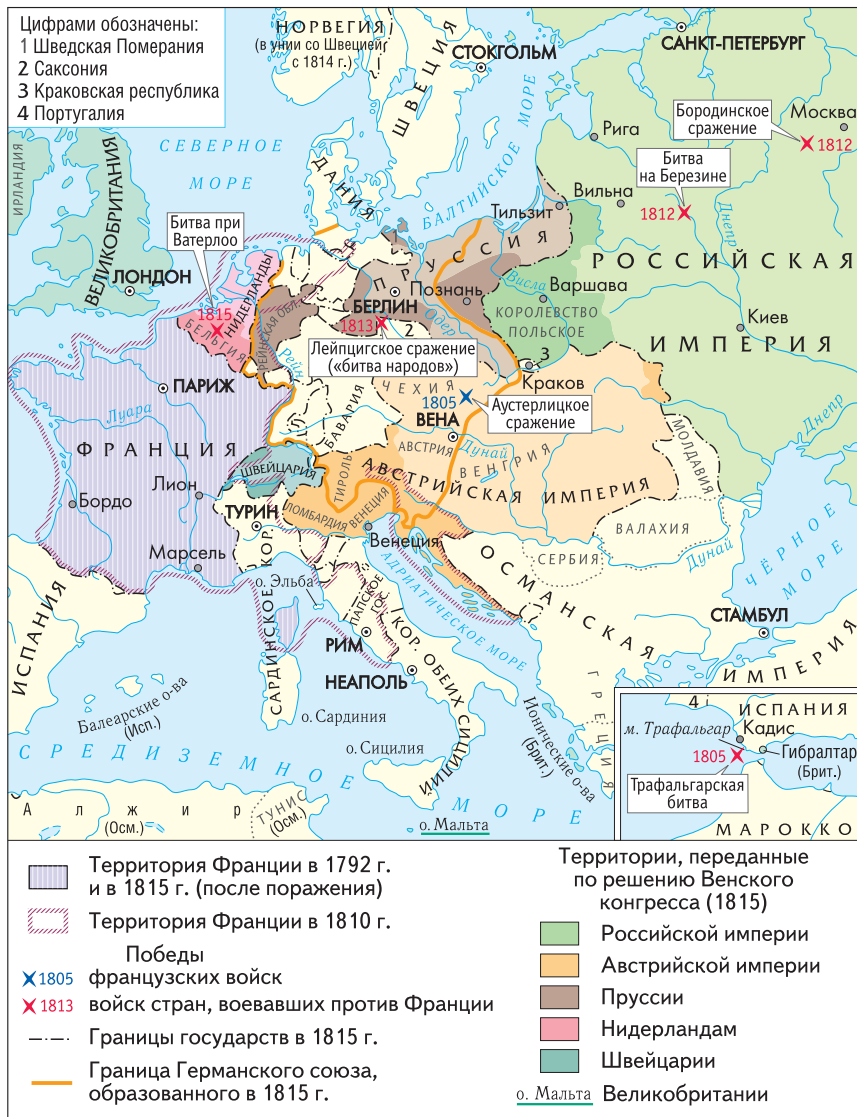 Цифрами обозначены:
1 Шведская Померания
2 Саксония
3 Краковская республика
4 Португалия
НОРВЕГИЯ
(в унии со Швецией
с 1814 г.)
ШВЕЦИЯ
СТОКГОЛЬМ
САНКТ-ПЕТЕРБУРГ
Бородинское
сражение
Москва
1812
Рига
Битва
на Березине
1812
Вильна
Тильзит
Днепр
СЕВЕРНОЕ
МОРЕ
ИРЛАНДИЯ
ВЕЛИКОБРИТАНИЯ
ЛОНДОН
ДАНИЯ
БАЛТИЙСКОЕ МОРЕ
Битва при
Ватерлоо
1815
НИДЕРЛАНДЫ
БЕЛЬГИЯ
РЕЙНСКАЯ ОБЛ.
Рейн
1
ПРУССИЯ
БЕРЛИН
Познань
Висла
Варшава
КОРОЛЕВСТВО
ПОЛЬСКОЕ
РОССИЙСКАЯ
ИМПЕРИЯ
Киев
Днепр
1813
2
Одер
Лейпцигское сражение
(«битва народов»)
3
Краков
ЧЕХИЯ
1805
Аустерлицкое
сражение
ПАРИЖ
Луара
ФРАНЦИЯ
БАВАРИЯ
ВЕНА
АВСТРИЯ
Дунай
ВЕНГРИЯ
АВСТРИЙСКАЯ ИМПЕРИЯ
МОЛДАВИЯ
ШВЕЙЦАРИЯ
ТИРОЛЬ
Лион
Бордо
ТУРИН
ЛОМБАРДИЯ
ВЕНЕЦИЯ
Венеция
ВАЛАХИЯ
СЕРБИЯ
Дунай
ЧЁРНОЕ
МОРЕ
Марсель
о. Эльба
САРДИНСКОЕ КОР.
ПАПСКОЕ
ГОС.
АДРИАТИЧЕСКОЕ МОРЕ
ОСМАНСКАЯ
ИМПЕРИЯ
СТАМБУЛ
ИСПАНИЯ
РИМ
НЕАПОЛЬ
КОР. ОБЕИХ СИЦИЛИЙ
Балеарские о-ва
(Исп.)
о. Сардиния
о. Сицилия
Ионические о-ва
(Брит.)
ГРЕЦИЯ
СРЕДИЗЕМНОЕ
МОРЕ
Алжир
(Осм.)
ТУНИС
(Осм.)
о. Мальта
4
ИСПАНИЯ
м. Трафальгар
Кадис
1805
Гибралтар
(Брит.)
Трафальгарская
битва
МАРОККО
Территория Франции в 1792 г.
и в 1815 г. (после поражения)
Территория Франции в 1810 г.
Победы
1805 французских войск
1813 войск стран, воевавших против Франции
Границы государств в 1815 г.
Граница Германского союза,
образованного в 1815 г.
Территории, переданные
по решению Венского
конгресса (1815)
Российской империи
Австрийской империи
Пруссии
Нидерландам
Швейцарии
о. Мальта Великобритании